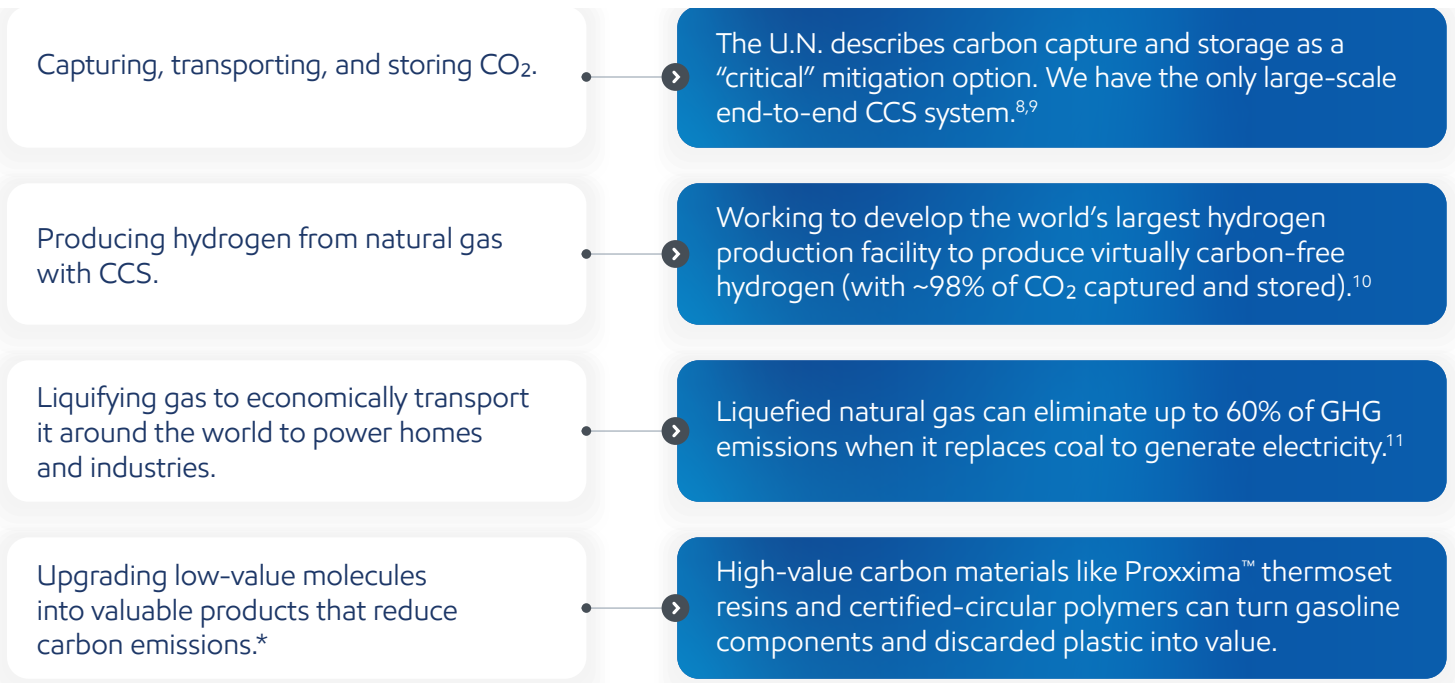 Capturing, transporting, and storing CO₂.
The U.N. describes carbon capture and storage as a
“critical” mitigation option. We have the only large-scale
end-to-end CCS system.⁸,⁹
Producing hydrogen from natural gas
with CCS.
Working to develop the world’s largest hydrogen
production facility to produce virtually carbon-free
hydrogen (with ~98% of CO₂ captured and stored).¹⁰
Liquifying gas to economically transport
it around the world to power homes
and industries.
Liquefied natural gas can eliminate up to 60% of GHG
emissions when it replaces coal to generate electricity.¹¹
Upgrading low-value molecules
into valuable products that reduce
carbon emissions.*
High-value carbon materials like Proxxima™ thermoset
resins and certified-circular polymers can turn gasoline
components and discarded plastic into value.